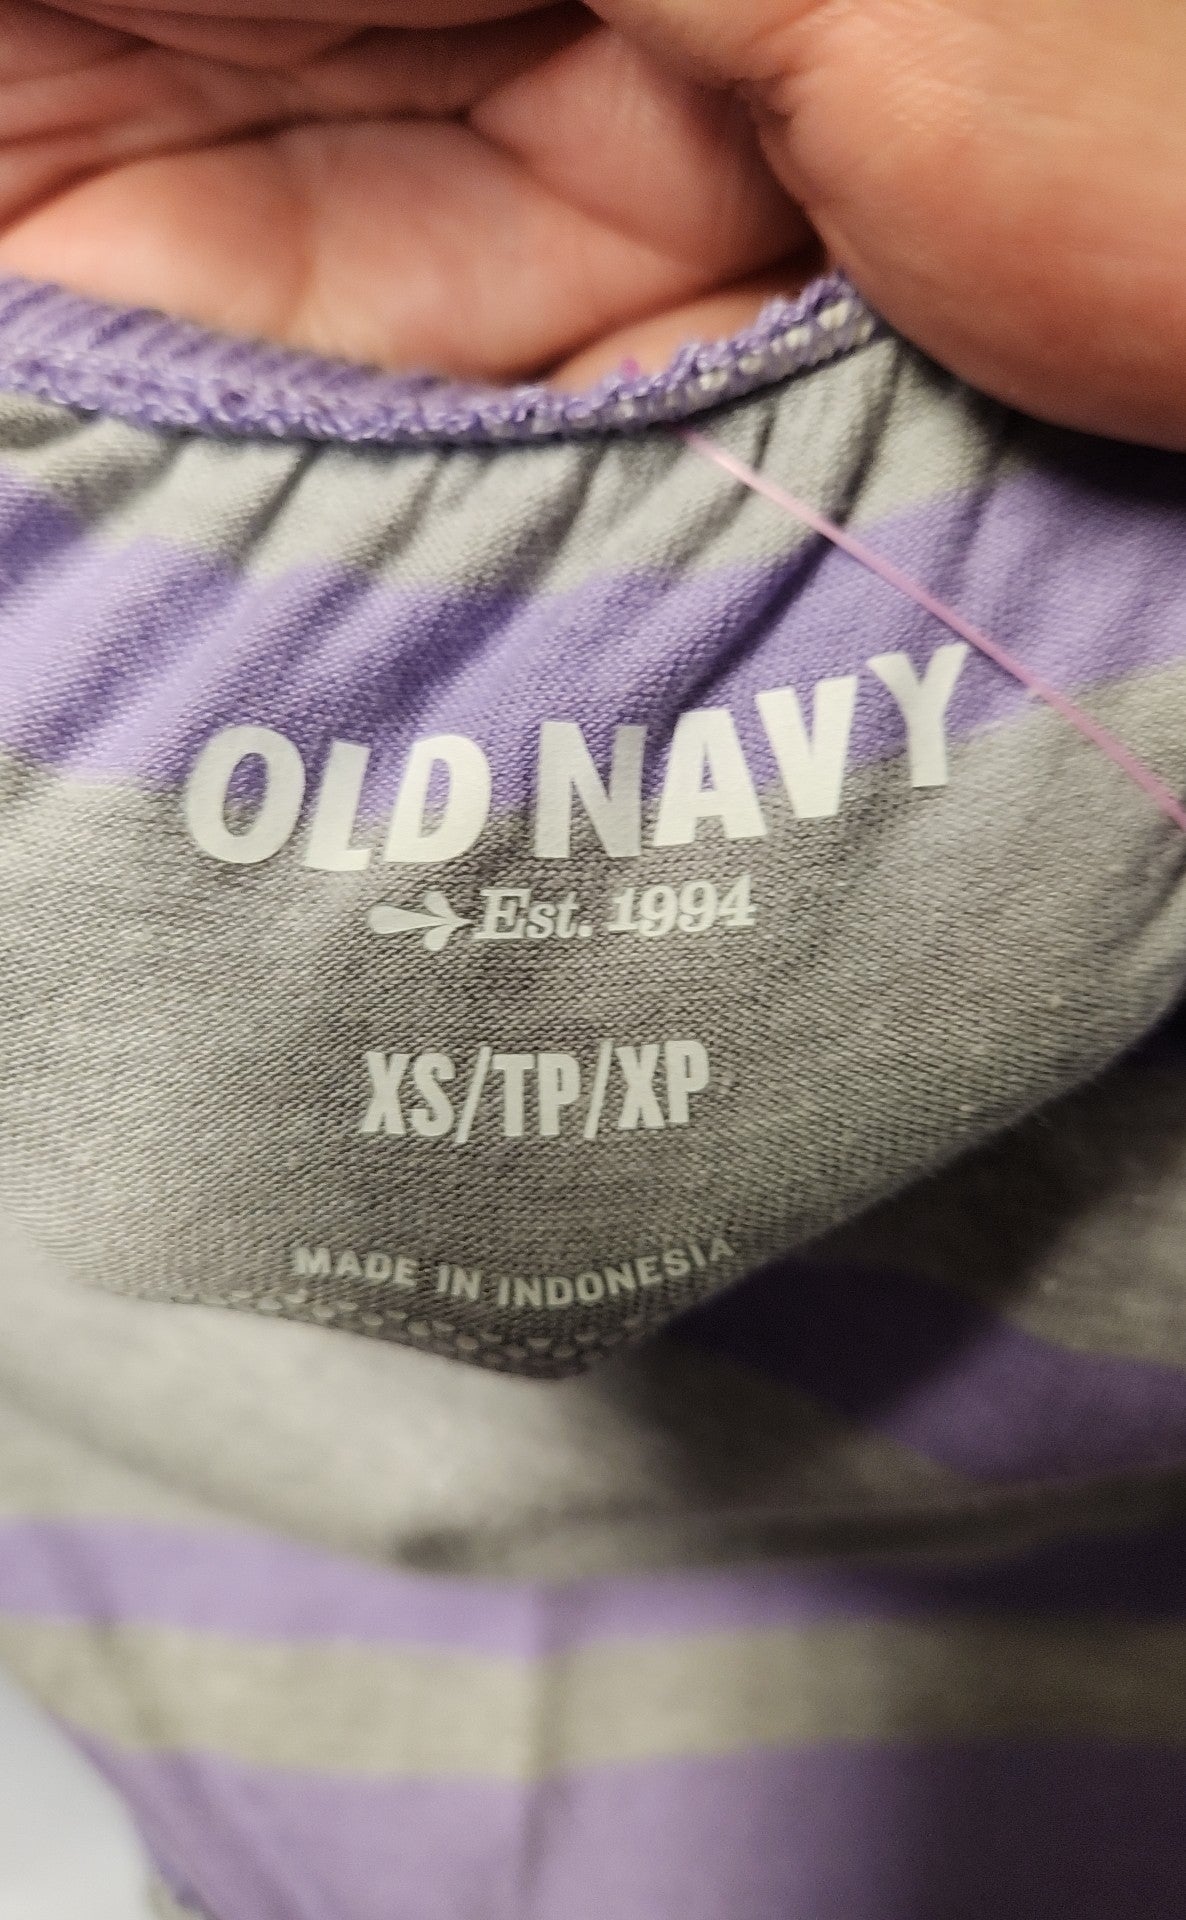 OLD NAVY
Est. 1994
XS/TP/XP
MADE IN INDONESIA